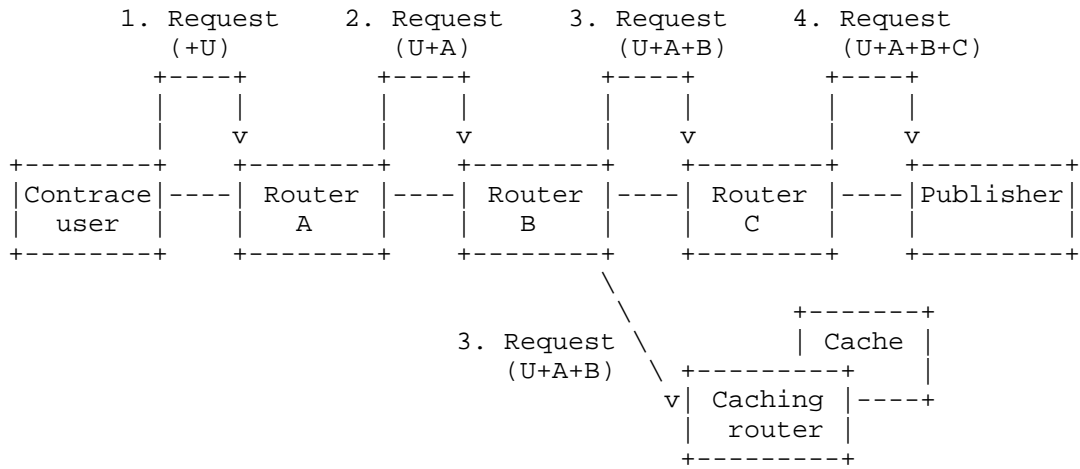 1. Request 2. Request 3. Request 4. Request
(+U) (U+A) (U+A+B) (U+A+B+C)
v v v v
Contrace Router Router Router Publisher
user A B C
Cache
3. Request
(U+A+B)
v Caching
router